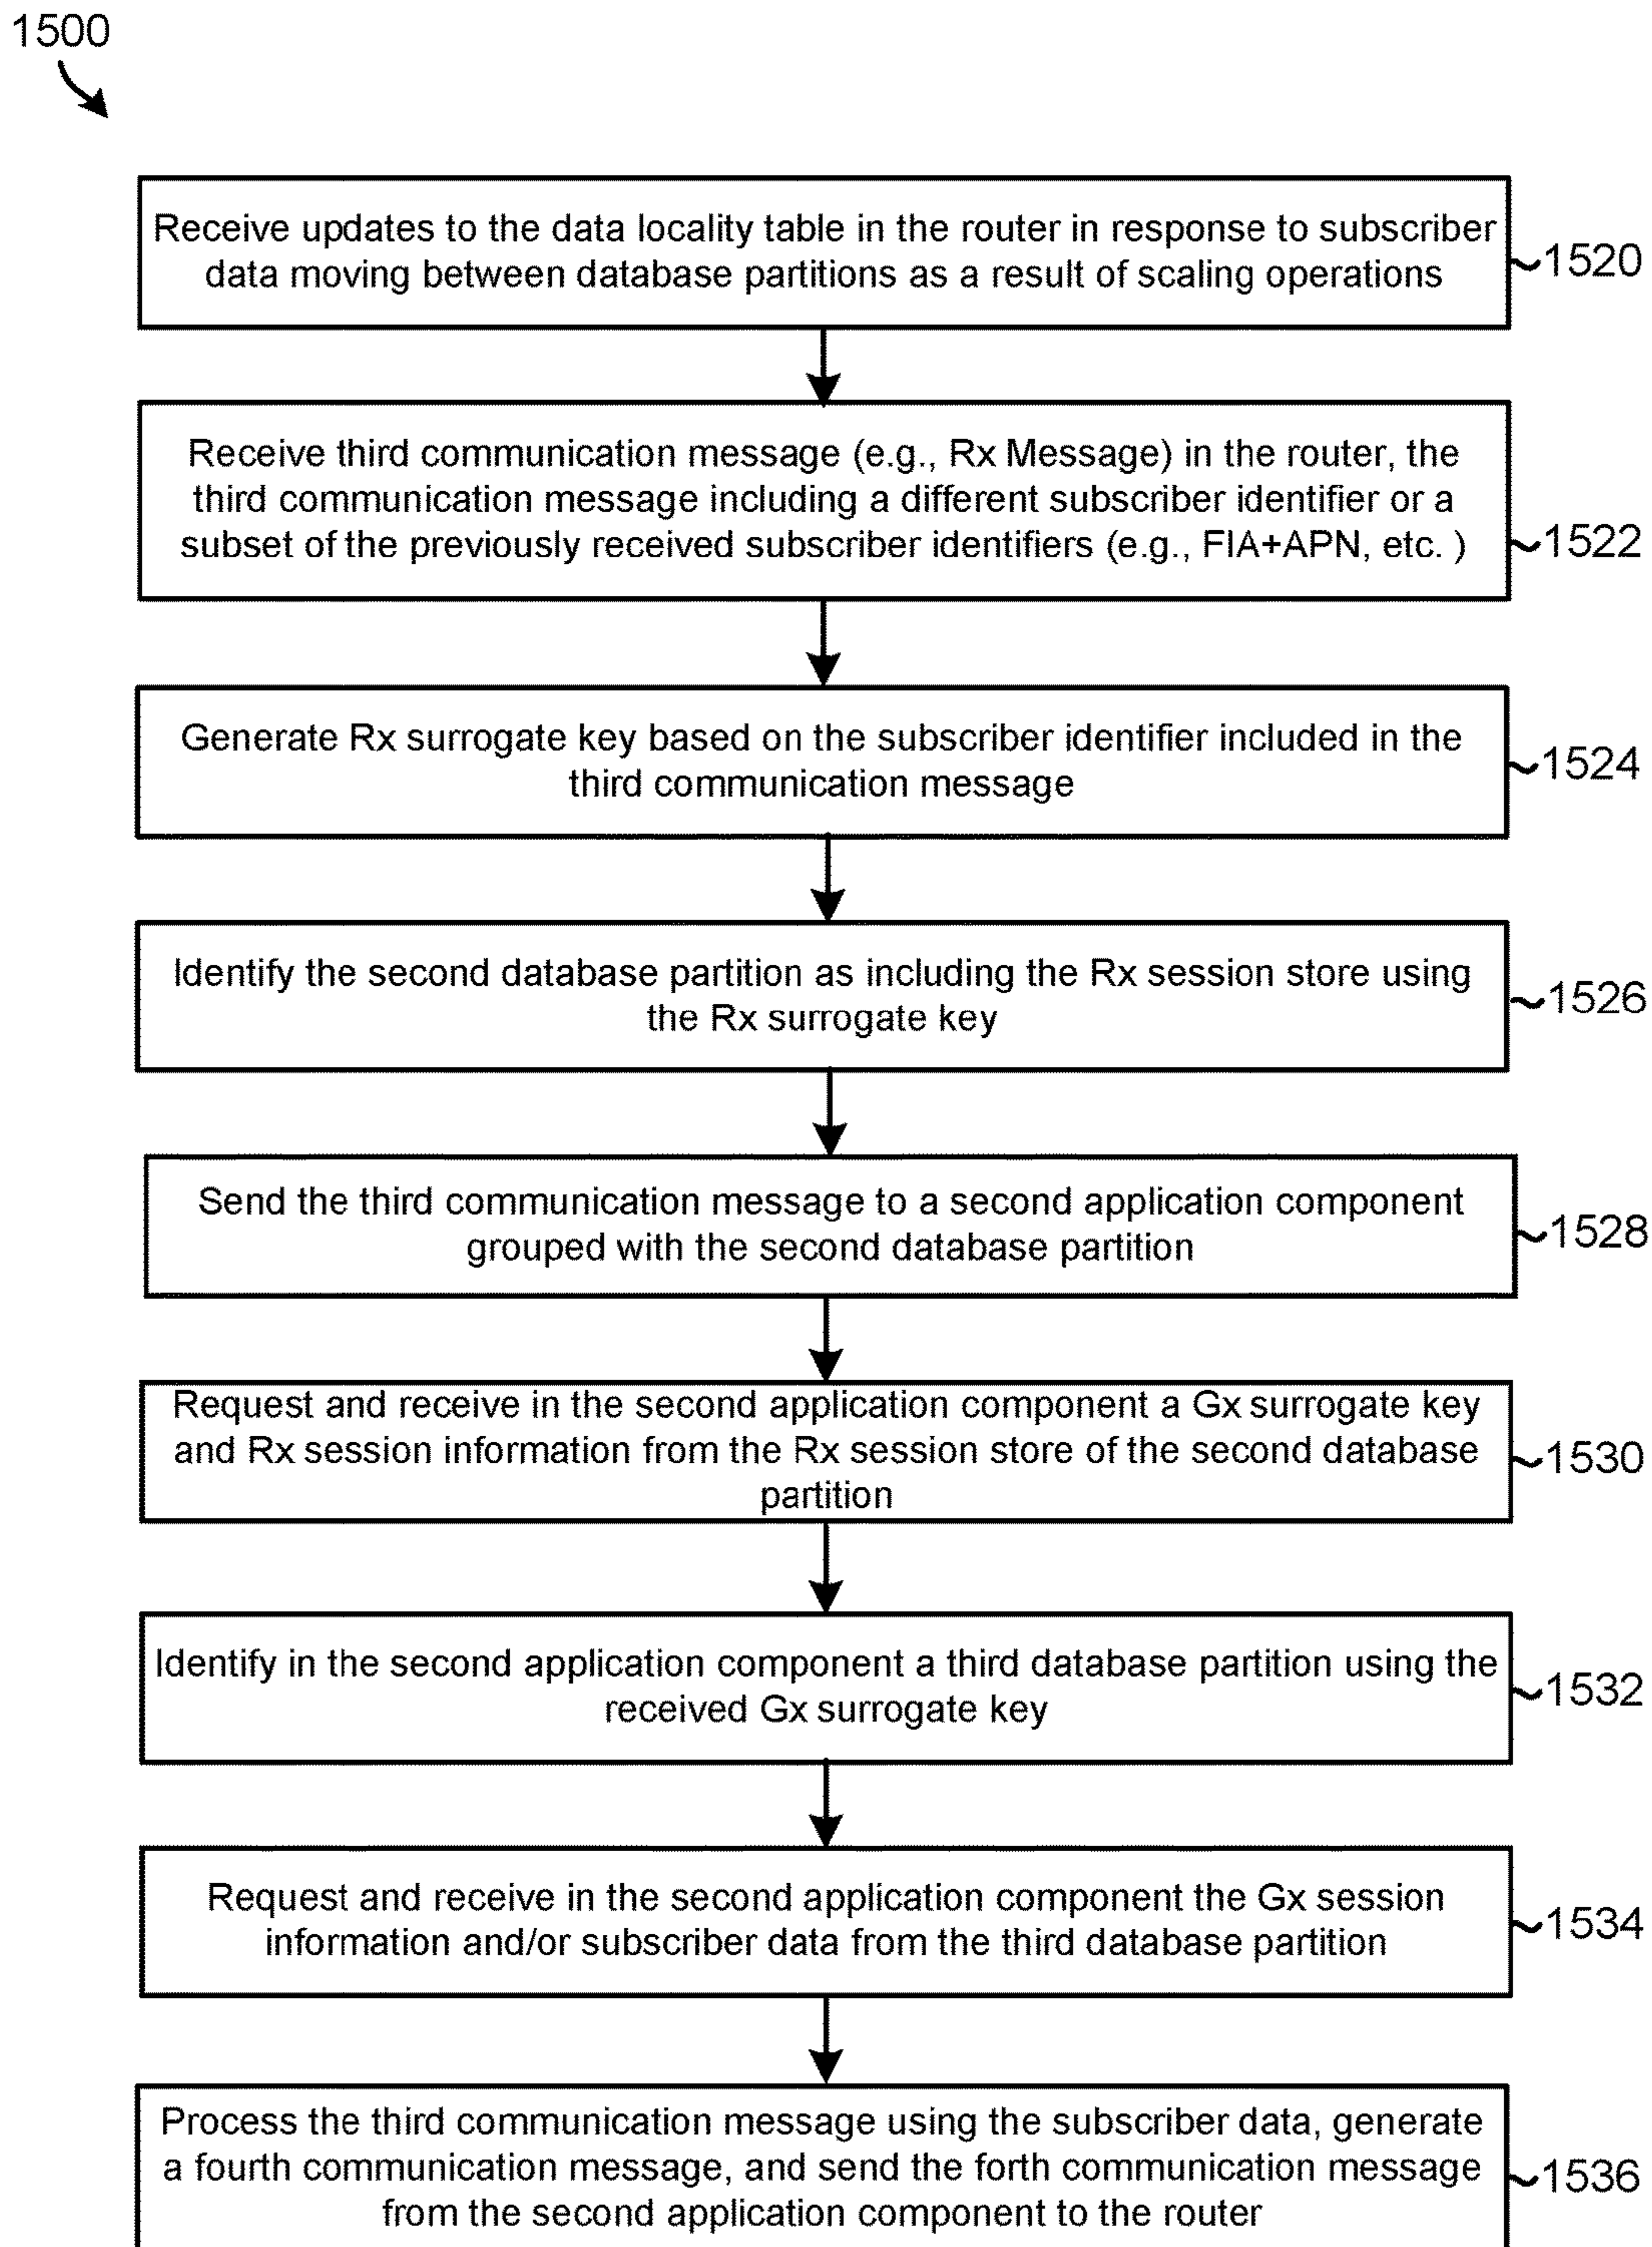 1500
Receive updates to the data locality table in the router in response to subscriber
data moving between database partitions as a result of scaling operations
1520
Receive third communication message (e.g., Rx Message) in the router, the
third communication message including a different subscriber identifier or a
subset of the previously received subscriber identifiers (e.g., FIA+APN, etc. )
1522
Generate Rx surrogate key based on the subscriber identifier included in the
third communication message
1524
Identify the second database partition as including the Rx session store using
the Rx surrogate key
1526
Send the third communication message to a second application component
grouped with the second database partition
1528
Request and receive in the second application component a Gx surrogate key
and Rx session information from the Rx session store of the second database
partition
1530
Identify in the second application component a third database partition using the
received Gx surrogate key
1532
Request and receive in the second application component the Gx session
information and/or subscriber data from the third database partition
1534
Process the third communication message using the subscriber data, generate
a fourth communication message, and send the forth communication message
from the second application component to the router
1536